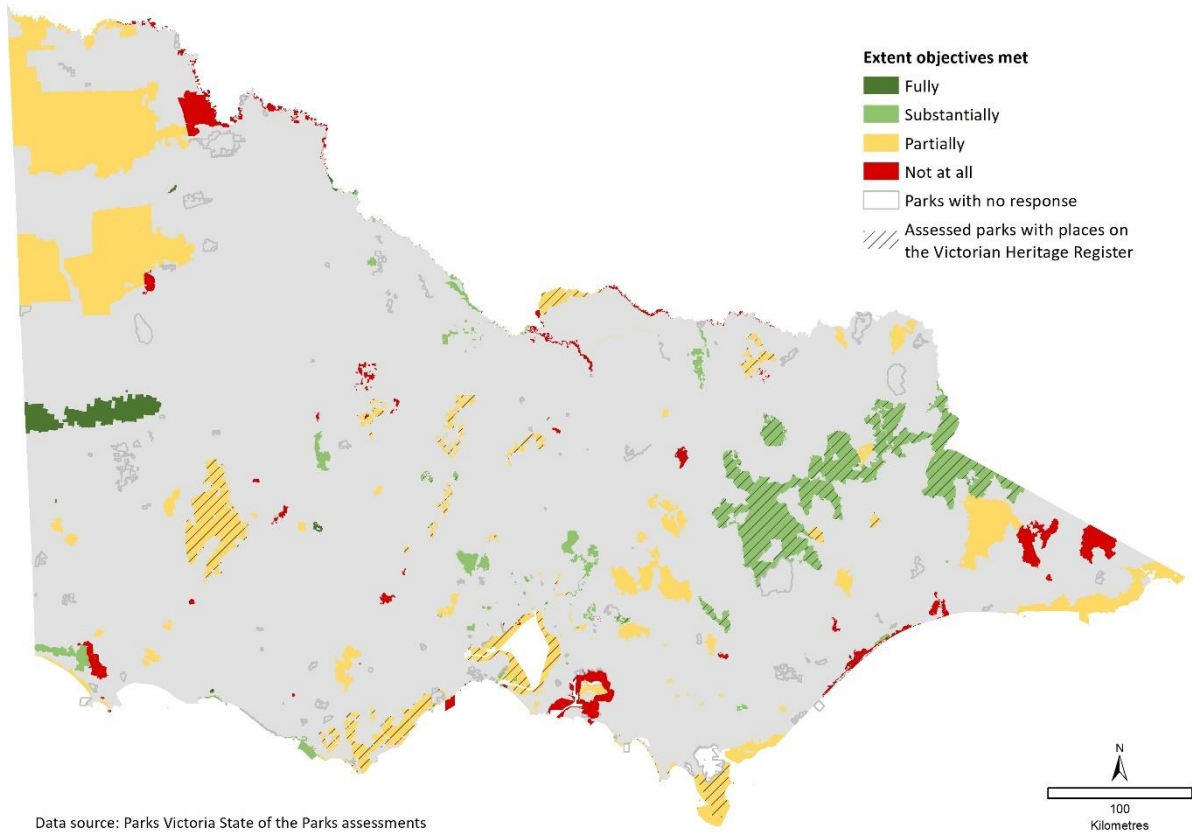 Extent objectives met
Fully
Substantially
Partially
Not at all
Parks with no response
Assessed parks with places on
the Victorian Heritage Register
N
100
Kilometres
Data source: Parks Victoria State of the Parks assessments